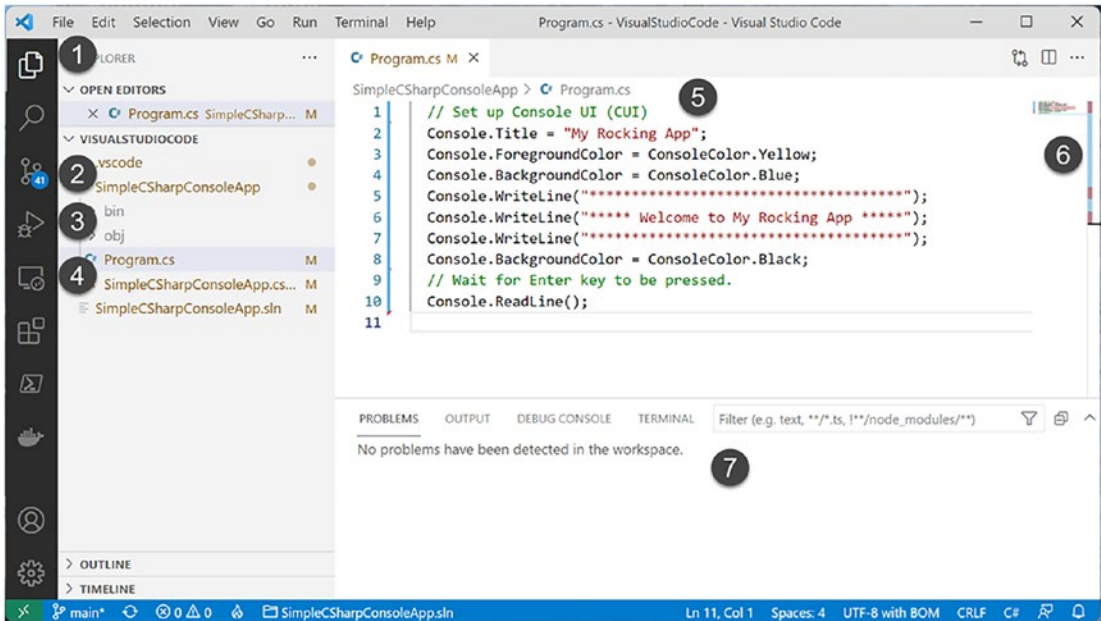 File Edit Selection View Go Run Terminal Help Program.cs - VisualStudioCode - Visual Studio Code
1 PLORER ...
OPEN EDITORS
C# Program.cs SimpleCSharp... M
VISUALSTUDIOCODE
.vscode
2 SimpleCSharpConsoleApp
41
bin
3
obj
Program.cs M
4 SimpleCSharpConsoleApp.cs... M
SimpleCSharpConsoleApp.sln M
OUTLINE
TIMELINE
C# Program.cs M
SimpleCSharpConsoleApp > C# Program.cs
5
1 // Set up Console UI (CUI)
2 Console.Title = "My Rocking App";
3 Console.ForegroundColor = ConsoleColor.Yellow;
4 Console.BackgroundColor = ConsoleColor.Blue;
5 Console.WriteLine("****************************************");
6 Console.WriteLine("***** Welcome to My Rocking App *****");
7 Console.WriteLine("****************************************");
8 Console.BackgroundColor = ConsoleColor.Black;
9 // Wait for Enter key to be pressed.
10 Console.ReadLine();
11
6
PROBLEMS OUTPUT DEBUG CONSOLE TERMINAL Filter (e.g. text, **/*.ts, !**/node_modules/**)
No problems have been detected in the workspace.
7
main* 0 0 SimpleCSharpConsoleApp.sln Ln 11, Col 1 Spaces: 4 UTF-8 with BOM CRLF C#